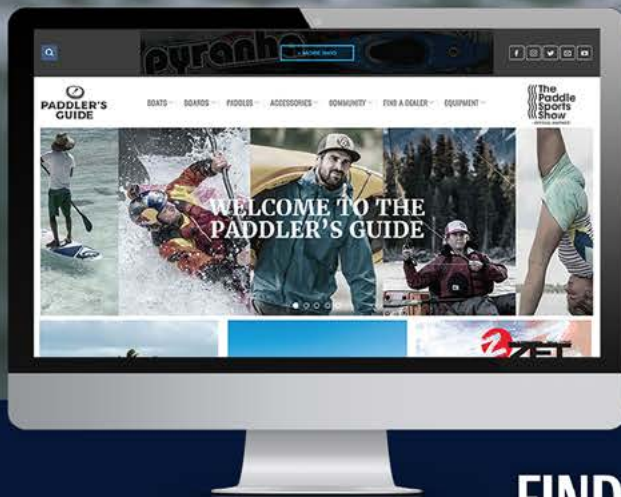 pyranha
+ MORE INFO
PADDLER'S
GUIDE
BOATS
BOARDS
PADDLES
ACCESSORIES
COMMUNITY
FIND A DEALER
EQUIPMENT
The
Paddle
Sports
Show
WELCOME TO THE
PADDLER'S GUIDE
ZET
FIND